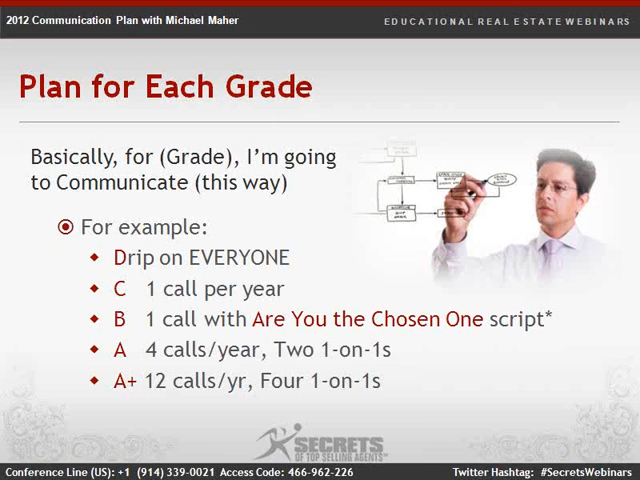 2012 Communication Plan with Michael Maher
EDUCATIONAL REAL ESTATE WEBINARS
Plan for Each Grade
Basically, for (Grade), I'm going
to Communicate (this way)
For example:
Drip on EVERYONE
C 1 call per year
B 1 call with Are You the Chosen One script*
A 4 calls/year, Two 1-on-1s
A+ 12 calls/yr, Four 1-on-1s
SECRETS
OF TOP SELLING AGENTS
Conference Line (US): +1 (914) 339-0021 Access Code: 466-962-226
Twitter Hashtag: #SecretsWebinars